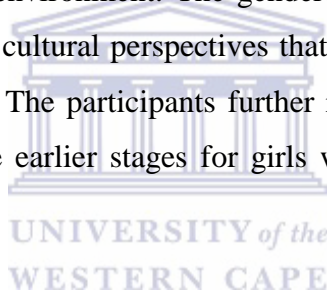 environment. The gender
cultural perspectives that
The participants further
earlier stages for girls
UNIVERSITY of the
WESTERN CAPE